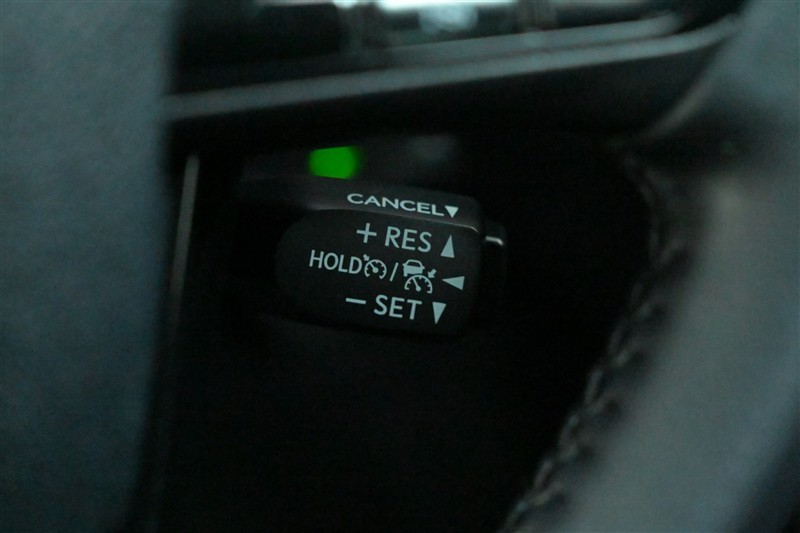 CANCEL▼
+ RES ▲
HOLD / ◀
− SET ▼